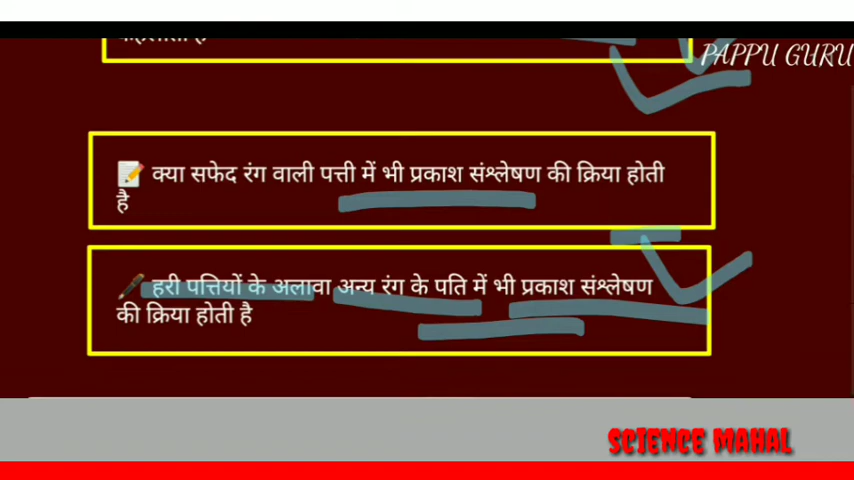 PAPPU GURU
क्या सफेद रंग वाली पत्ती में भी प्रकाश संश्लेषण की क्रिया होती
है
हरी पत्तियों के अलावा अन्य रंग के पति में भी प्रकाश संश्लेषण
की क्रिया होती है
SCIENCE MAHAL